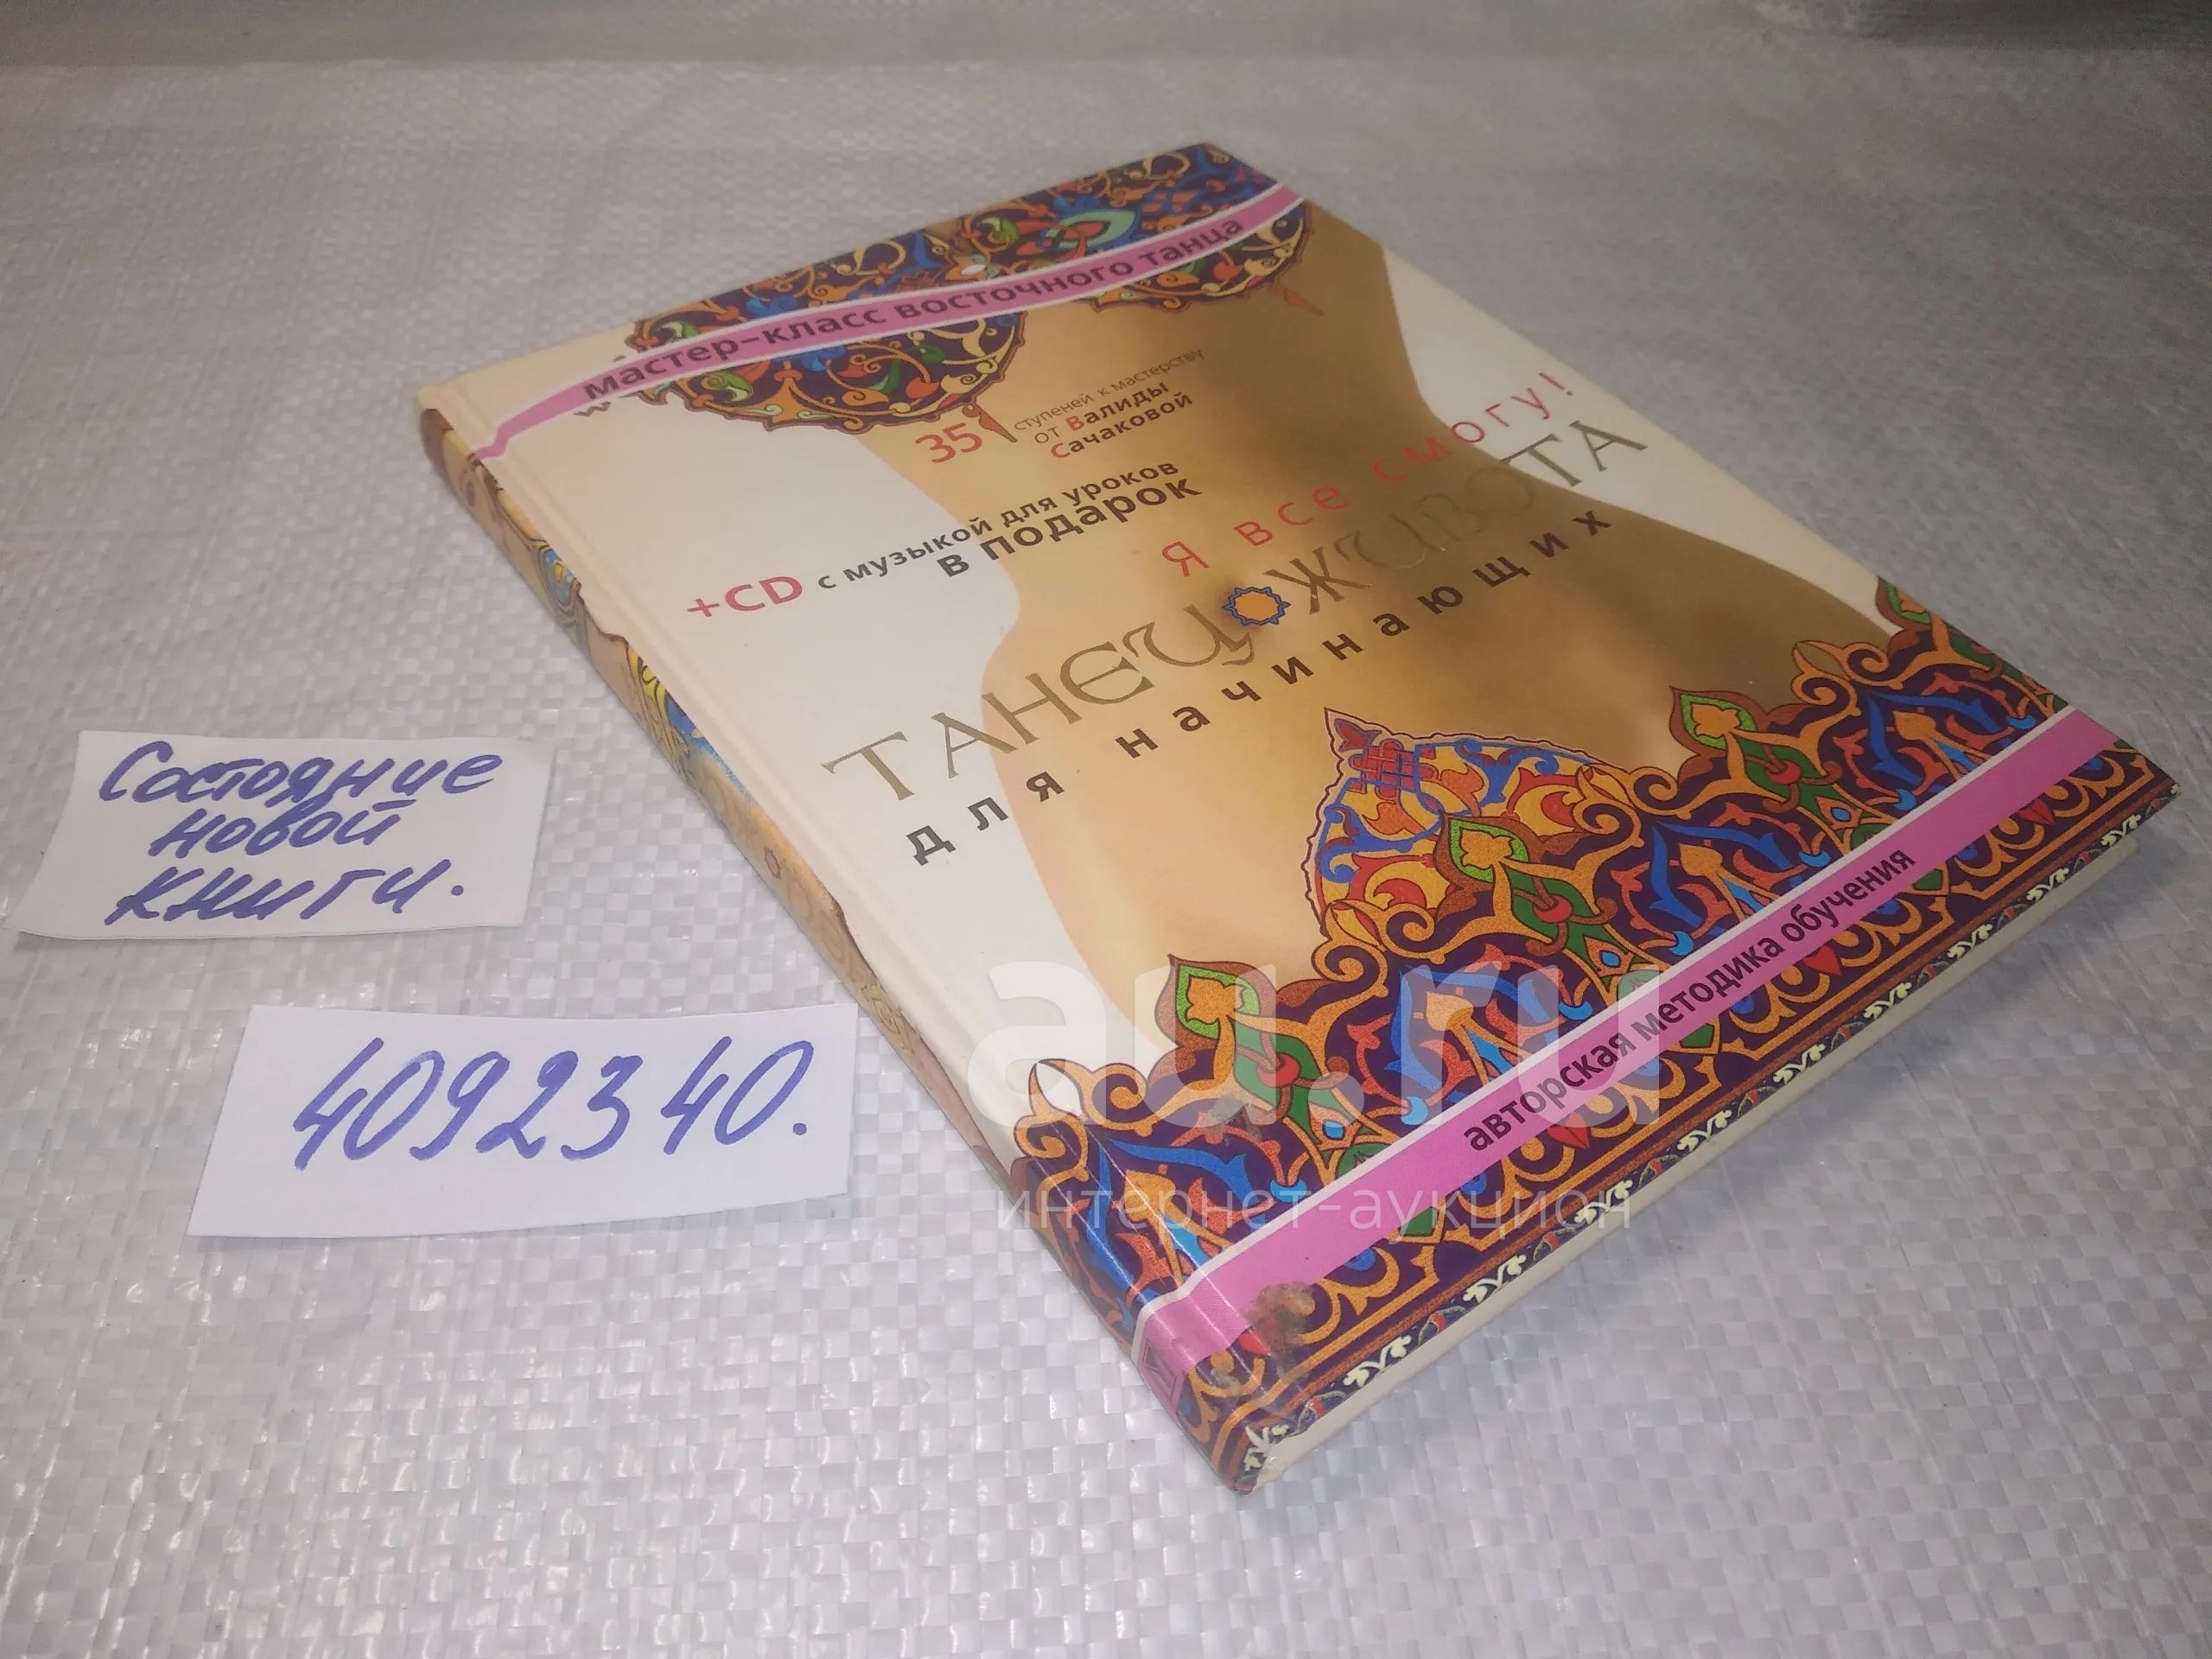 мастер-класс восточного танца
35 ступеней к мастерству
от Валиды
Сачаковой
+CD с музыкой для уроков
в подарок
я все смогу!
ТАНЕЦ ЖИВОТА
для начинающих
авторская методика обучения
Состояние
новой
книги.
4092340.
au.ru
интернет-аукцион